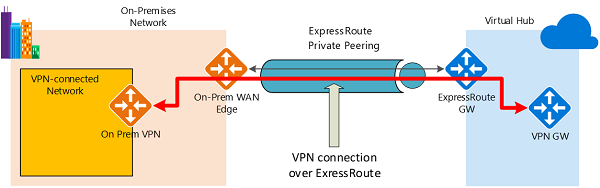 On-Premises
Network
ExpressRoute
Private Peering
Virtual Hub
VPN-connected
Network
On-Prem WAN
Edge
ExpressRoute
GW
On Prem VPN
VPN GW
VPN connection
over ExresRoute